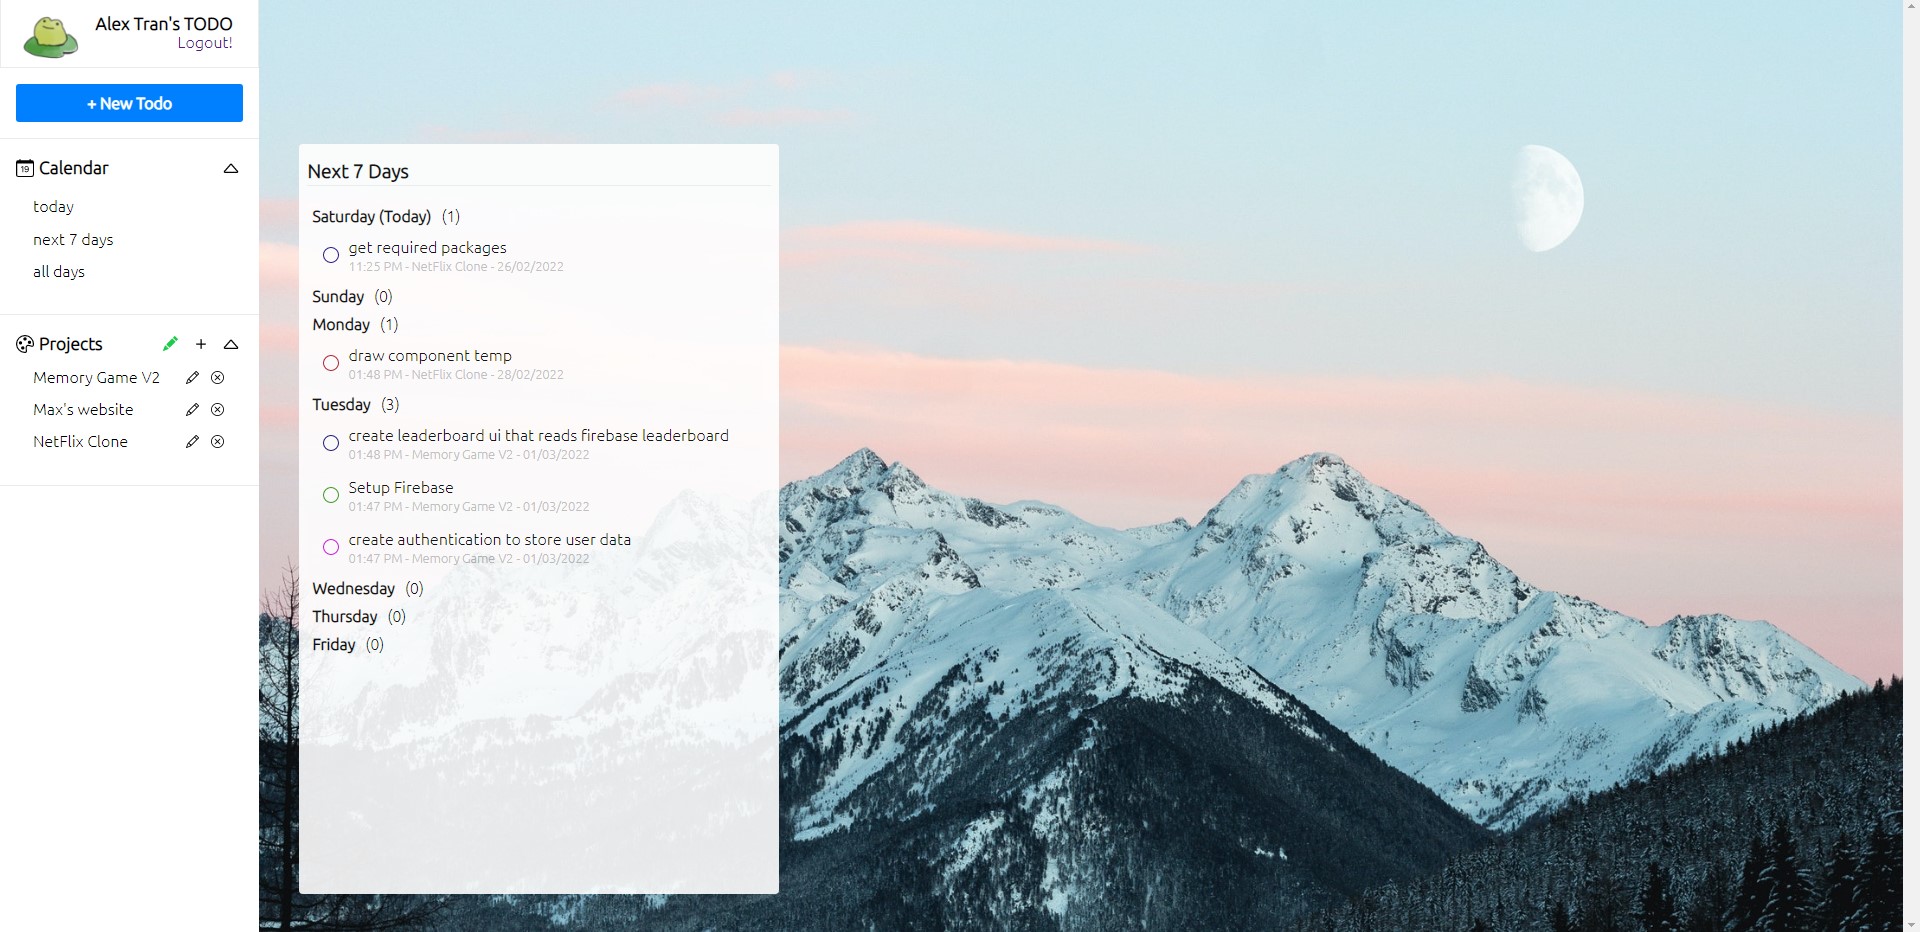 Alex Tran's TODO
Logout!
+ New Todo
19 Calendar
today
next 7 days
all days
Projects
Memory Game V2
Max's website
NetFlix Clone
Next 7 Days
Saturday (Today) (1)
get required packages
11:25 PM - NetFlix Clone - 26/02/2022
Sunday (0)
Monday (1)
draw component temp
01:48 PM - NetFlix Clone - 28/02/2022
Tuesday (3)
create leaderboard ui that reads firebase leaderboard
01:48 PM - Memory Game V2 - 01/03/2022
Setup Firebase
01:47 PM - Memory Game V2 - 01/03/2022
create authentication to store user data
01:47 PM - Memory Game V2 - 01/03/2022
Wednesday (0)
Thursday (0)
Friday (0)